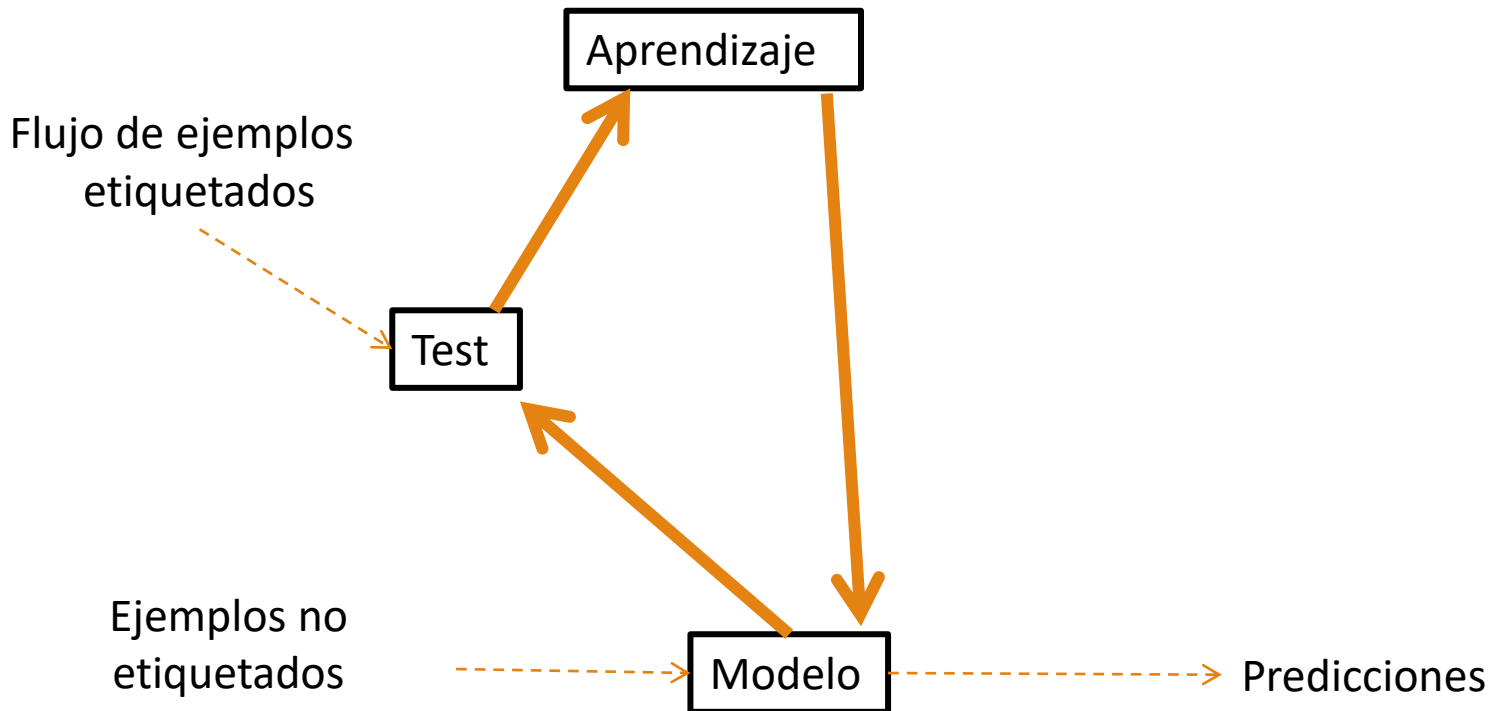 Aprendizaje
Flujo de ejemplos
etiquetados
Test
Ejemplos no
etiquetados
Modelo
Predicciones